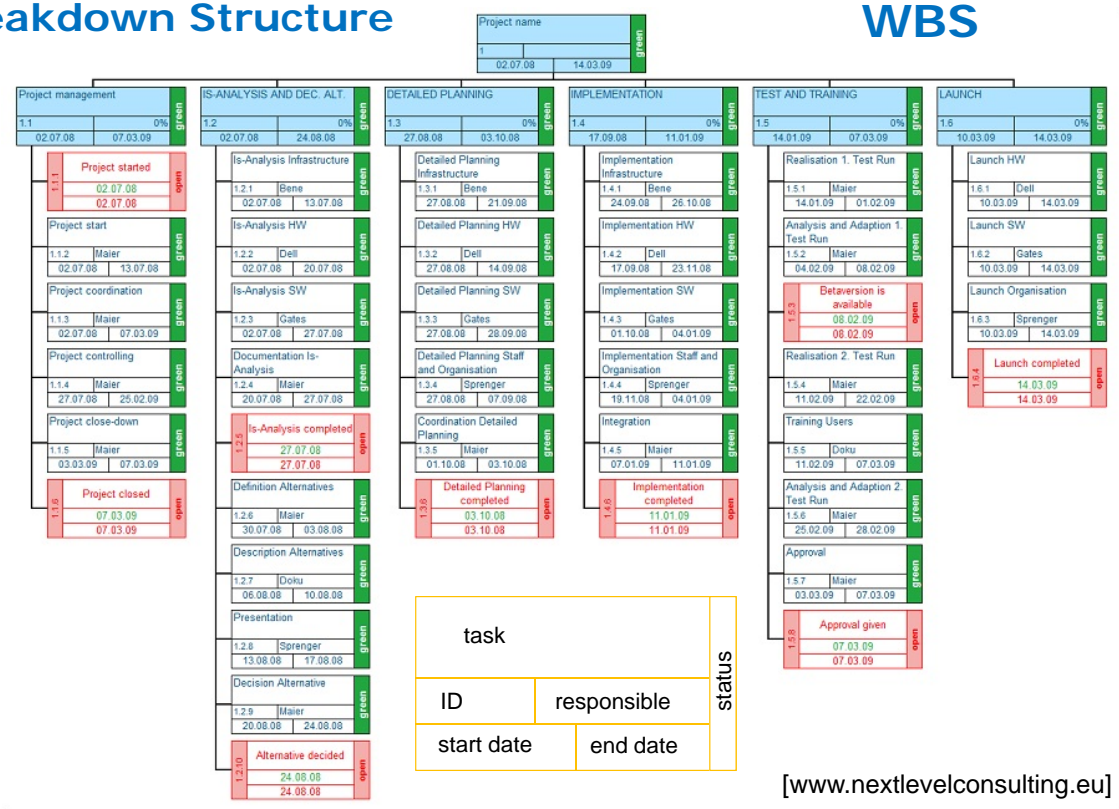 eakdown Structure
WBS
Project name
green
1
02.07.08 14.03.09
Project management
green
1.1 0%
02.07.08 07.03.09
Project started
1.1.1
open
02.07.08
02.07.08
Project start
green
1.1.2 Maier
02.07.08 13.07.08
Project coordination
green
1.1.3 Maier
02.07.08 07.03.09
Project controlling
green
1.1.4 Maier
27.07.08 25.02.09
Project close-down
green
1.1.5 Maier
03.03.09 07.03.09
Project closed
1.1.6
open
07.03.09
07.03.09
IS-ANALYSIS AND DEC. ALT.
green
1.2 0%
02.07.08 24.08.08
Is-Analysis Infrastructure
green
1.2.1 Bene
02.07.08 13.07.08
Is-Analysis HW
green
1.2.2 Dell
02.07.08 20.07.08
Is-Analysis SW
green
1.2.3 Gates
02.07.08 27.07.08
Documentation Is-
Analysis
green
1.2.4 Maier
20.07.08 27.07.08
Is-Analysis completed
1.2.5
open
27.07.08
27.07.08
Definition Alternatives
green
1.2.6 Maier
30.07.08 03.08.08
Description Alternatives
green
1.2.7 Doku
06.08.08 10.08.08
Presentation
green
1.2.8 Sprenger
13.08.08 17.08.08
Decision Alternative
green
1.2.9 Maier
20.08.08 24.08.08
Alternative decided
1.2.10
open
24.08.08
24.08.08
DETAILED PLANNING
green
1.3 0%
27.08.08 03.10.08
Detailed Planning
Infrastructure
green
1.3.1 Bene
27.08.08 21.09.08
Detailed Planning HW
green
1.3.2 Dell
27.08.08 14.09.08
Detailed Planning SW
green
1.3.3 Gates
27.08.08 28.09.08
Detailed Planning Staff
and Organisation
green
1.3.4 Sprenger
27.08.08 07.09.08
Coordination Detailed
Planning
green
1.3.5 Maier
01.10.08 03.10.08
Detailed Planning
completed
1.3.6
open
03.10.08
03.10.08
IMPLEMENTATION
green
1.4 0%
17.09.08 11.01.09
Implementation
Infrastructure
green
1.4.1 Bene
24.09.08 26.10.08
Implementation HW
green
1.4.2 Dell
17.09.08 23.11.08
Implementation SW
green
1.4.3 Gates
01.10.08 04.01.09
Implementation Staff and
Organisation
green
1.4.4 Sprenger
19.11.08 04.01.09
Integration
green
1.4.5 Maier
07.01.09 11.01.09
Implementation
completed
1.4.6
open
11.01.09
11.01.09
TEST AND TRAINING
green
1.5 0%
14.01.09 07.03.09
Realisation 1. Test Run
green
1.5.1 Maier
14.01.09 01.02.09
Analysis and Adaption 1.
Test Run
green
1.5.2 Maier
04.02.09 08.02.09
Betaversion is
available
1.5.3
open
08.02.09
08.02.09
Realisation 2. Test Run
green
1.5.4 Maier
11.02.09 22.02.09
Training Users
green
1.5.5 Doku
11.02.09 07.03.09
Analysis and Adaption 2.
Test Run
green
1.5.6 Maier
25.02.09 28.02.09
Approval
green
1.5.7 Maier
03.03.09 07.03.09
Approval given
1.5.8
open
07.03.09
07.03.09
LAUNCH
green
1.6 0%
10.03.09 14.03.09
Launch HW
green
1.6.1 Dell
10.03.09 14.03.09
Launch SW
green
1.6.2 Gates
10.03.09 14.03.09
Launch Organisation
green
1.6.3 Sprenger
10.03.09 14.03.09
Launch completed
1.6.4
open
14.03.09
14.03.09
task
status
ID responsible
start date end date
[www.nextlevelconsulting.eu]